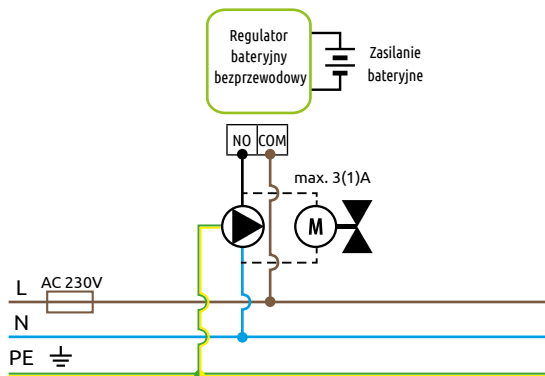 Regulator
bateryjny
bezprzewodowy
Zasilanie
bateryjne
NO COM
max. 3(1)A
M
L AC 230V
N
PE